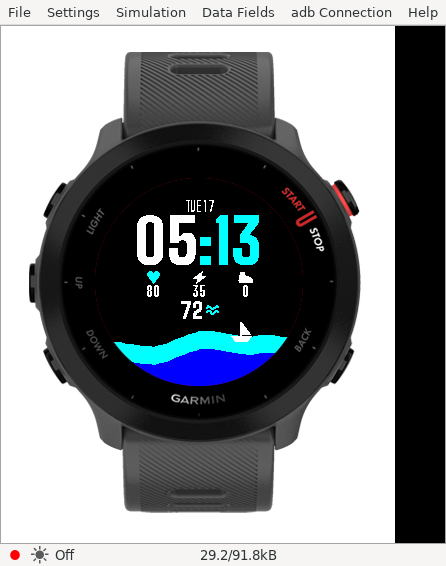 File Settings Simulation Data Fields adb Connection Help
START
STOP
LIGHT
TUE17
05:13
UP
80 35 0
72
DOWN
BACK
GARMIN
Off 29.2/91.8kB